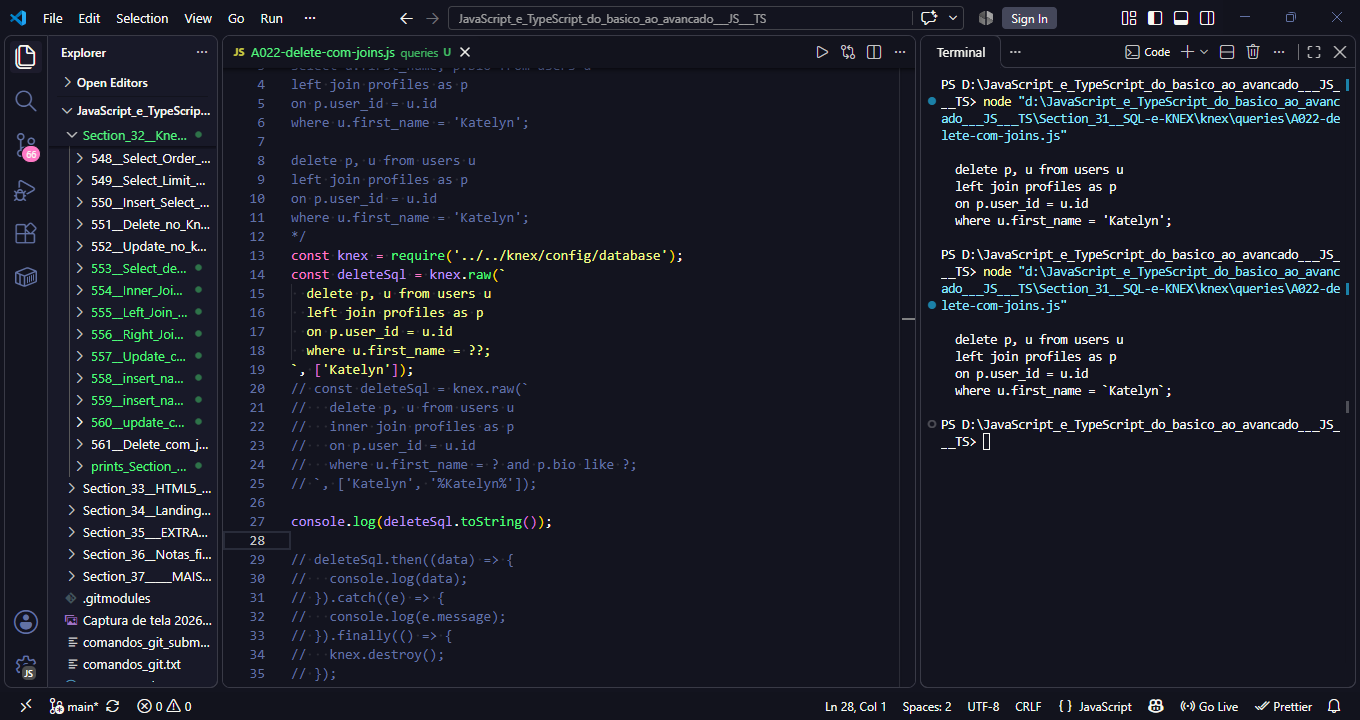 File Edit Selection View Go Run ··· JavaScript_e_TypeScript_do_basico_ao_avancado___JS__TS Sign In
Explorer ···
Open Editors
JavaScript_e_TypeScrip...
Section_32__Kne...
548__Select_Order_...
549__Select_Limit_...
550__Insert_Select_...
551__Delete_no_Kn...
552__Update_no_k...
553__Select_de...
554__Inner_Joi...
555__Left_Join_...
556__Right_Joi...
557__Update_c...
558__insert_na...
559__insert_na...
560__update_c...
561__Delete_com_j...
prints_Section_...
Section_33__HTML5_...
Section_34__Landing...
Section_35___EXTRA...
Section_36__Notas_fi...
Section_37____MAIS...
.gitmodules
Captura de tela 2026...
comandos_git_subm...
comandos_git.txt
66
JS
JS A022-delete-com-joins.js queries U
4 left join profiles as p
5 on p.user_id = u.id
6 where u.first_name = 'Katelyn';
7
8 delete p, u from users u
9 left join profiles as p
10 on p.user_id = u.id
11 where u.first_name = 'Katelyn';
12 */
13 const knex = require('../../knex/config/database');
14 const deleteSql = knex.raw(`
15 delete p, u from users u
16 left join profiles as p
17 on p.user_id = u.id
18 where u.first_name = ??;
19 `, ['Katelyn']);
20 // const deleteSql = knex.raw(`
21 // delete p, u from users u
22 // inner join profiles as p
23 // on p.user_id = u.id
24 // where u.first_name = ? and p.bio like ?;
25 // `, ['Katelyn', '%Katelyn%']);
26
27 console.log(deleteSql.toString());
28
29 // deleteSql.then((data) => {
30 // console.log(data);
31 // }).catch((e) => {
32 // console.log(e.message);
33 // }).finally(() => {
34 // knex.destroy();
35 // });
Terminal ··· Code
PS D:\JavaScript_e_TypeScript_do_basico_ao_avancado___JS_
__TS> node "d:\JavaScript_e_TypeScript_do_basico_ao_avanc
ado___JS___TS\Section_31__SQL-e-KNEX\knex\queries\A022-de
lete-com-joins.js"
delete p, u from users u
left join profiles as p
on p.user_id = u.id
where u.first_name = 'Katelyn';
PS D:\JavaScript_e_TypeScript_do_basico_ao_avancado___JS_
__TS> node "d:\JavaScript_e_TypeScript_do_basico_ao_avanc
ado___JS___TS\Section_31__SQL-e-KNEX\knex\queries\A022-de
lete-com-joins.js"
delete p, u from users u
left join profiles as p
on p.user_id = u.id
where u.first_name = `Katelyn`;
PS D:\JavaScript_e_TypeScript_do_basico_ao_avancado___JS_
__TS>
main* 0 0 Ln 28, Col 1 Spaces: 2 UTF-8 CRLF { } JavaScript Go Live Prettier